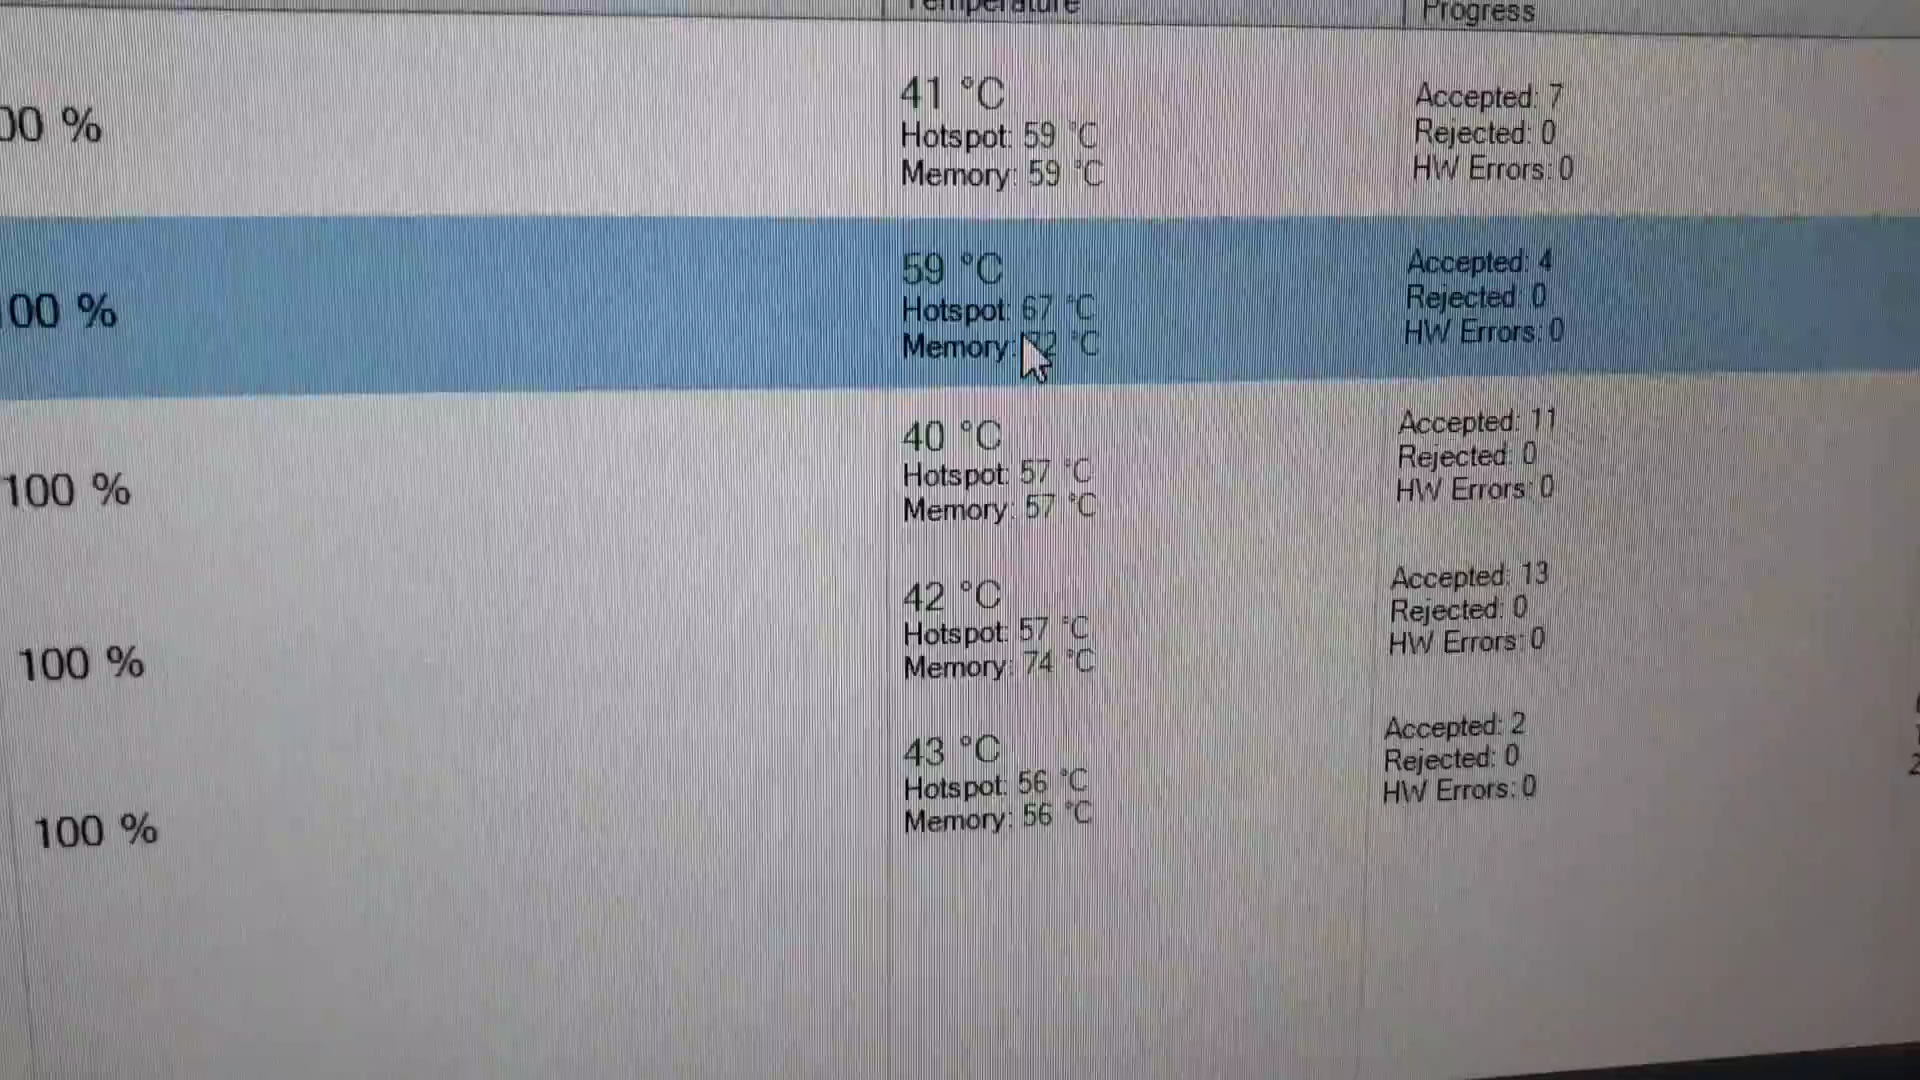 Temperature Progress
00 % 41 °C Accepted: 7
Hotspot: 59 °C Rejected: 0
Memory: 59 °C HW Errors: 0
00 % 59 °C Accepted: 4
Hotspot: 67 °C Rejected: 0
Memory: °C HW Errors: 0
100 % 40 °C Accepted: 11
Hotspot: 57 °C Rejected: 0
Memory: 57 °C HW Errors: 0
100 % 42 °C Accepted: 13
Hotspot: 57 °C Rejected: 0
Memory: 74 °C HW Errors: 0
100 % 43 °C Accepted: 2
Hotspot: 56 °C Rejected: 0
Memory: 56 °C HW Errors: 0